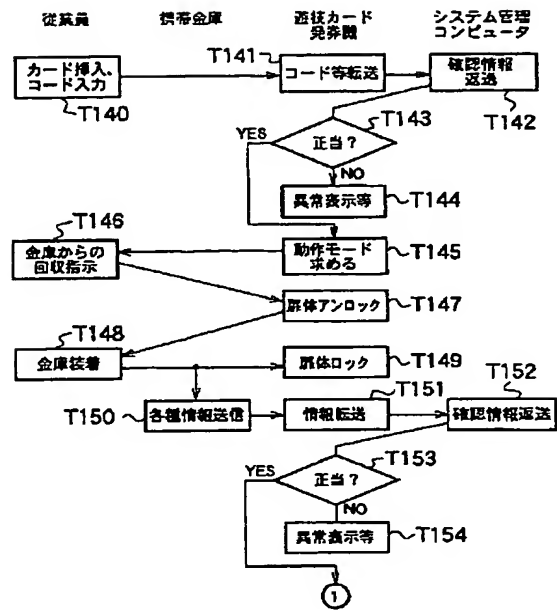 従業員
携帯金庫
遊技カード
発券機
システム管理
コンピュータ
カード挿入、
コード入力
T140
T141
コード等転送
確認情報
返送
T142
T143
正当?
YES
NO
異常表示等
T144
T146
金庫からの
回収指示
動作モード
求める
T145
扉体アンロック
T147
T148
金庫装着
扉体ロック
T149
T150
各種情報送信
T151
情報転送
T152
確認情報返送
T153
正当?
YES
NO
異常表示等
T154
1